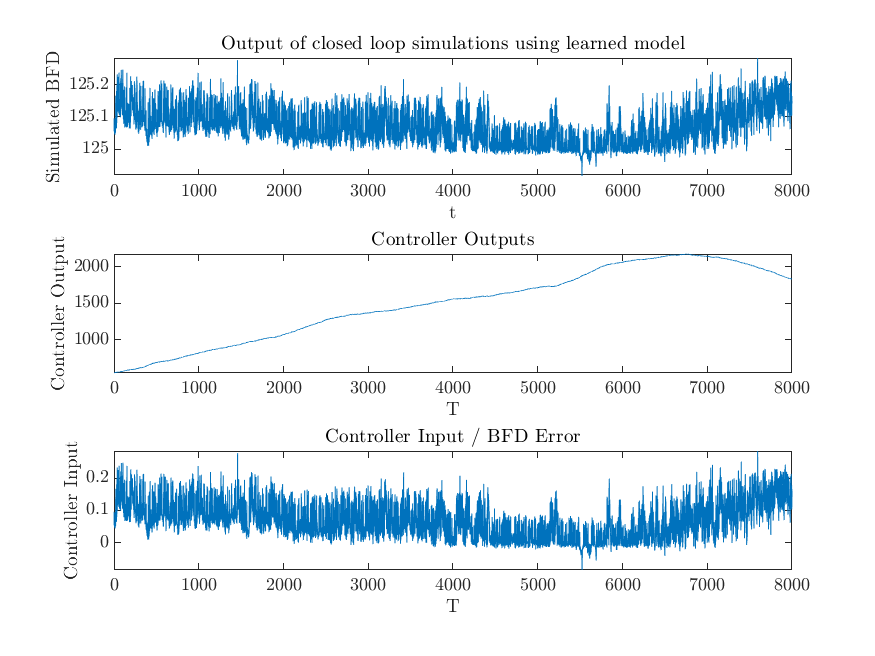 Output of closed loop simulations using learned model
Simulated BFD
125.2
125.1
125
0 1000 2000 3000 4000 5000 6000 7000 8000
t
Controller Outputs
Controller Output
2000
1500
1000
0 1000 2000 3000 4000 5000 6000 7000 8000
T
Controller Input / BFD Error
Controller Input
0.2
0.1
0
0 1000 2000 3000 4000 5000 6000 7000 8000
T